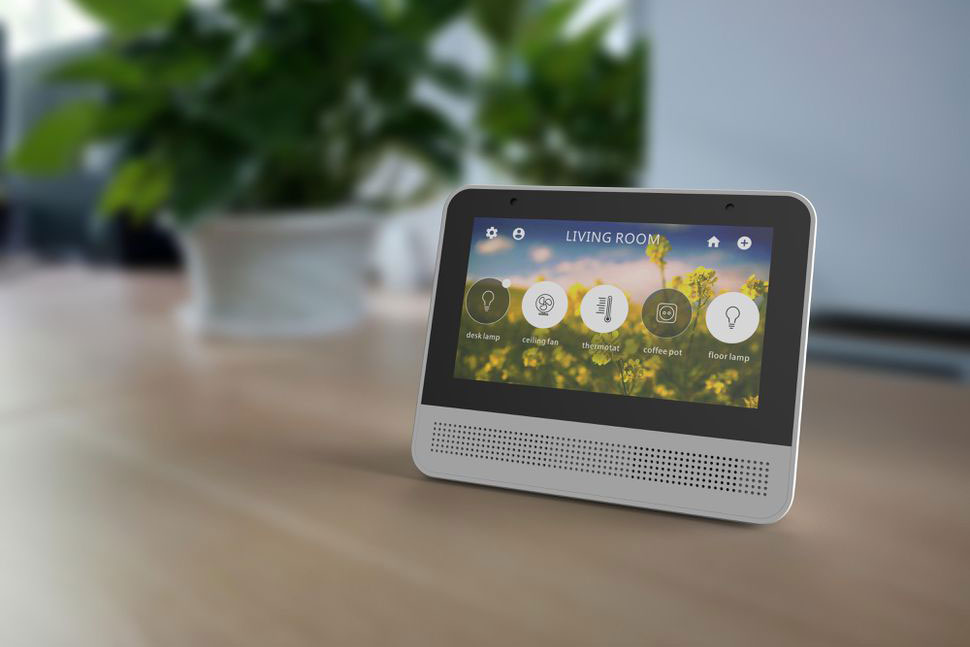 LIVING ROOM
desk lamp
ceiling fan
thermotat
coffee pot
floor lamp